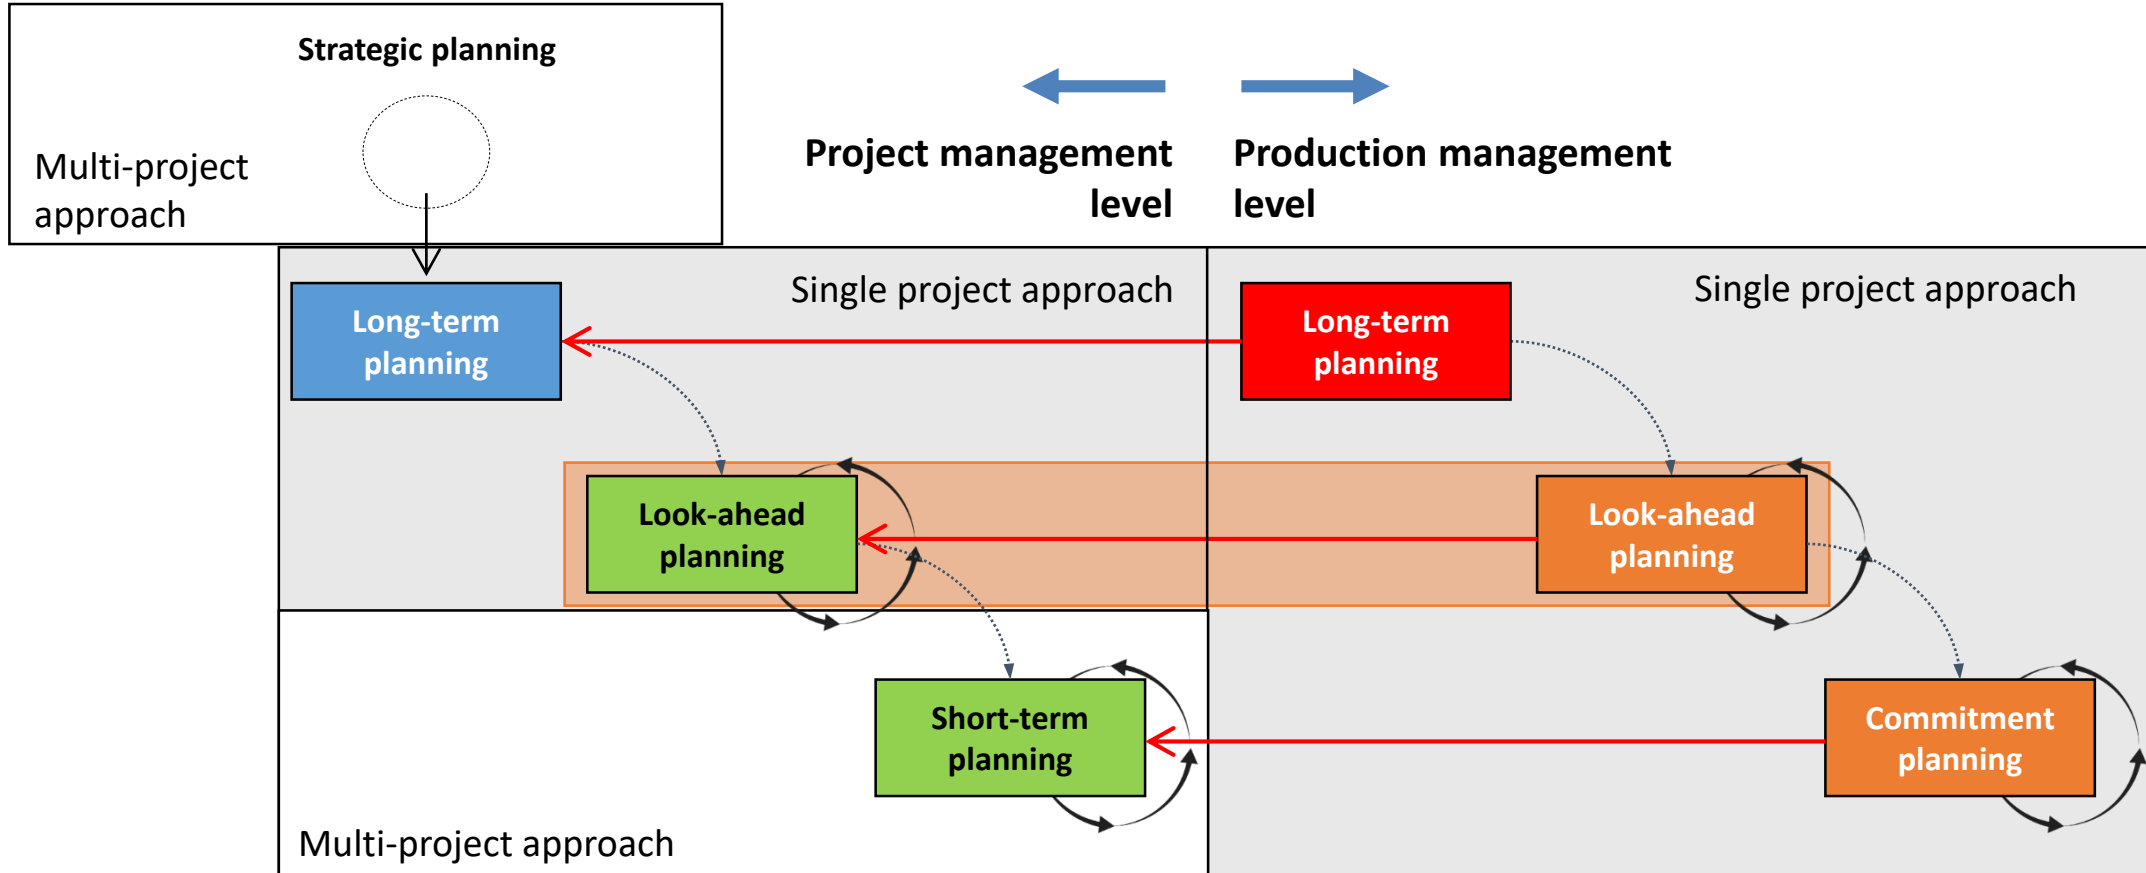 Strategic planning
Multi-project
approach
Project management
level
Production management
level
Single project approach
Single project approach
Long-term
planning
Long-term
planning
Look-ahead
planning
Look-ahead
planning
Short-term
planning
Commitment
planning
Multi-project approach